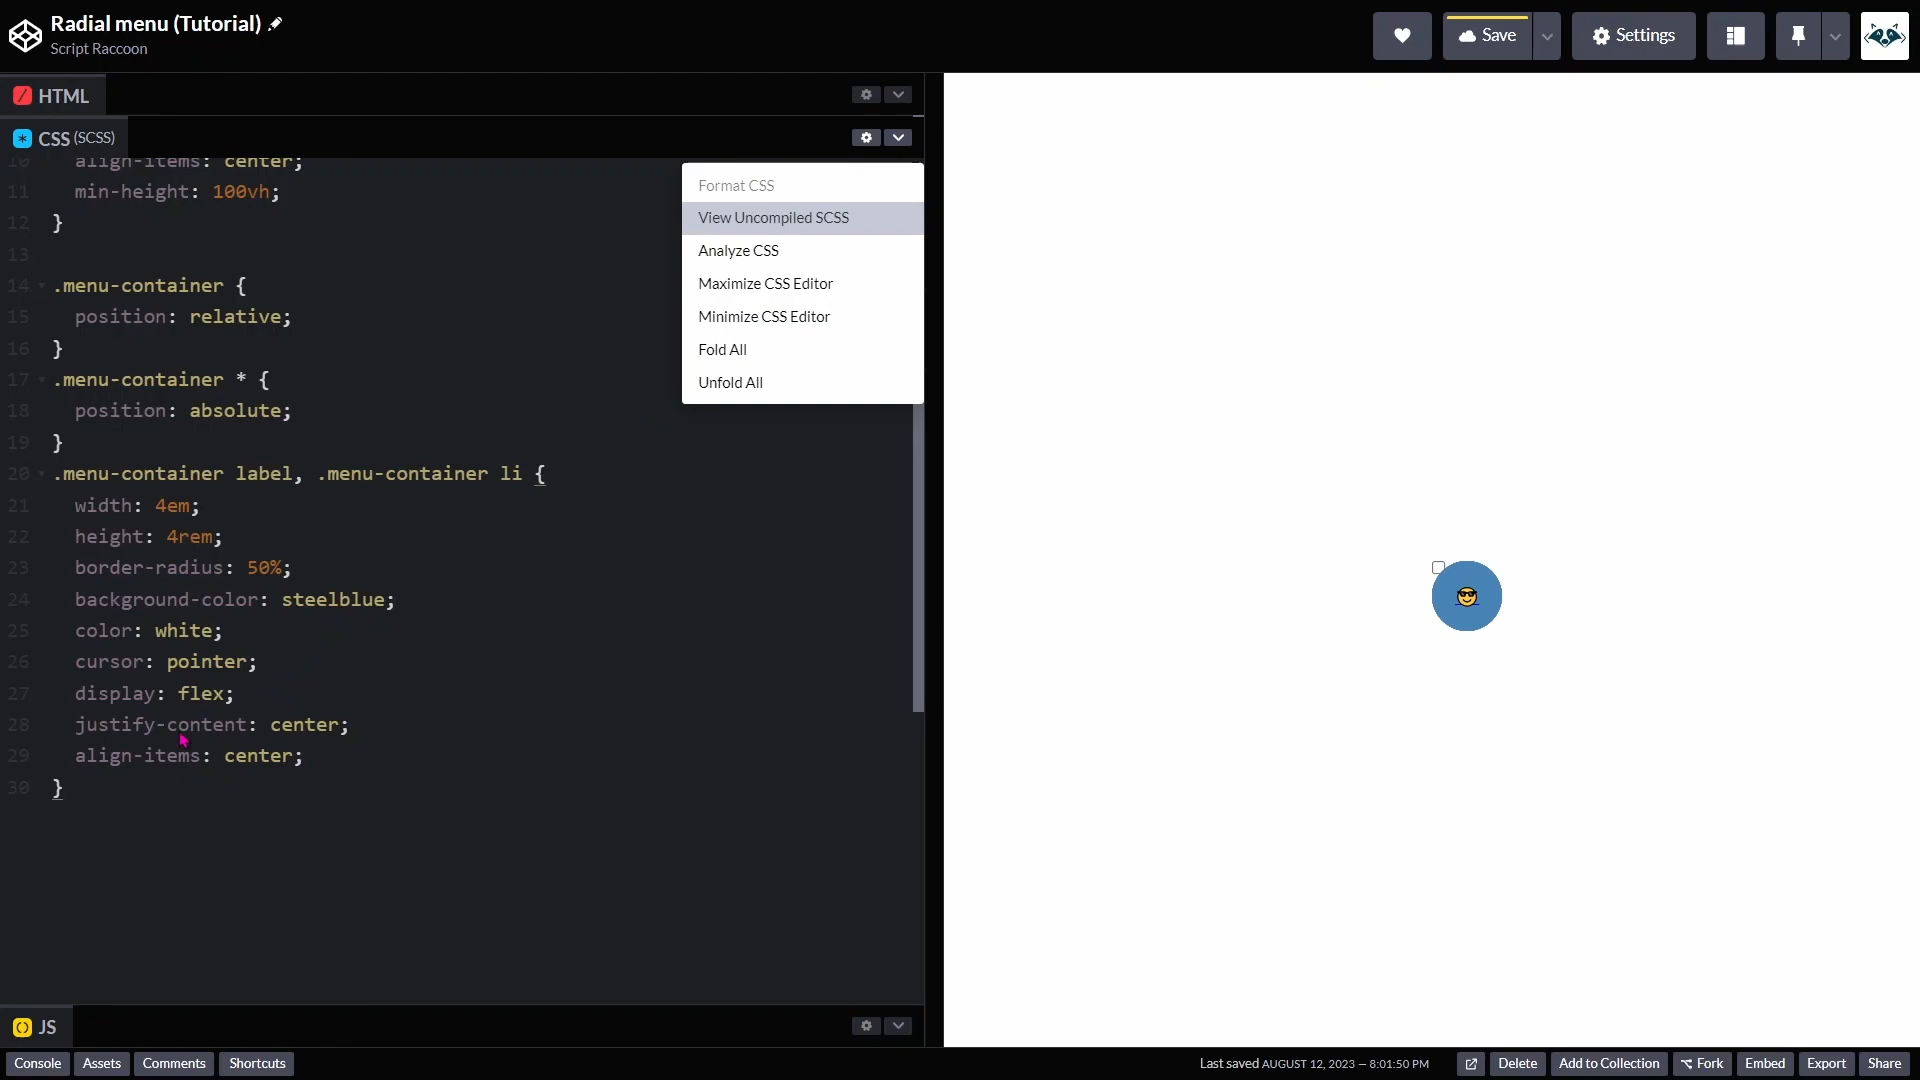 Radial menu (Tutorial)
Script Raccoon
Save
Settings
HTML
CSS (SCSS)
10 align-items: center;
11 min-height: 100vh;
12 }
13
14 .menu-container {
15 position: relative;
16 }
17 .menu-container * {
18 position: absolute;
19 }
20 .menu-container label, .menu-container li {
21 width: 4em;
22 height: 4rem;
23 border-radius: 50%;
24 background-color: steelblue;
25 color: white;
26 cursor: pointer;
27 display: flex;
28 justify-content: center;
29 align-items: center;
30 }
Format CSS
View Uncompiled SCSS
Analyze CSS
Maximize CSS Editor
Minimize CSS Editor
Fold All
Unfold All
JS
Console Assets Comments Shortcuts
Last saved AUGUST 12, 2023 — 8:01:50 PM
Delete Add to Collection Fork Embed Export Share